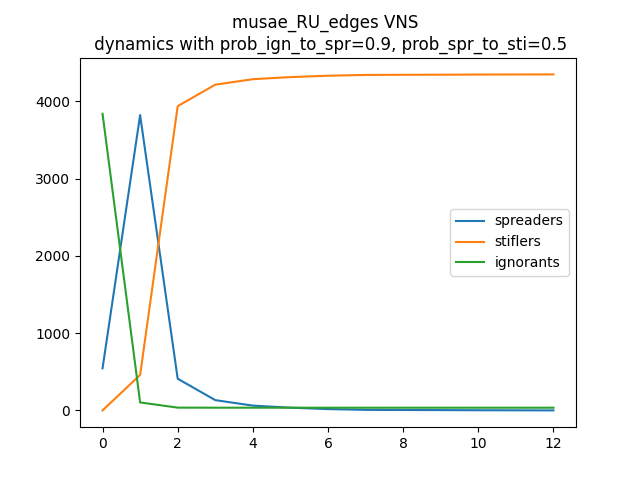 musae_RU_edges VNS
dynamics with prob_ign_to_spr=0.9, prob_spr_to_sti=0.5
4000
3000
2000
1000
0
spreaders
stiflers
ignorants
0 2 4 6 8 10 12